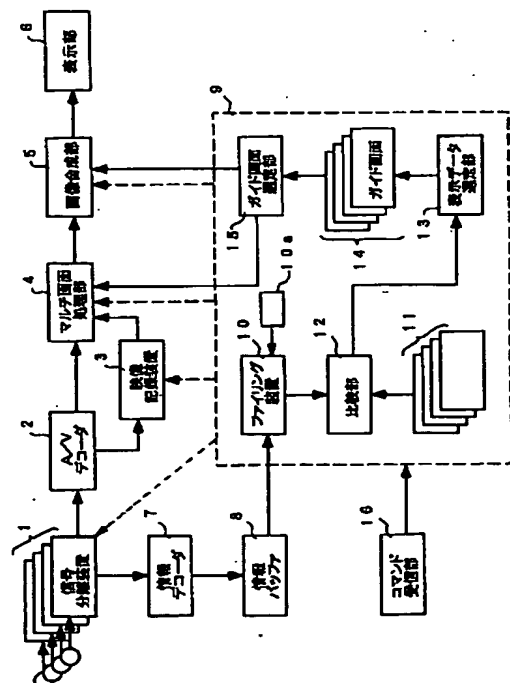 1
信号
分離装置
2
A/V
デコーダ
3
映像
記録装置
4
マルチ画面
処理部
5
画像合成部
6
表示部
7
情報
デコーダ
8
情報
バッファ
9
10
ファイリング
装置
10a
11
12
比較部
13
表示データ
選定部
14
ガイド画面
15
ガイド画面
選定部
16
コマンド
受信部